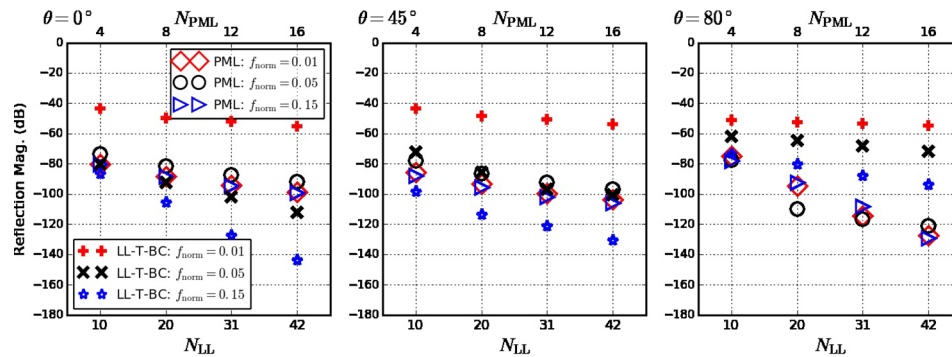 θ = 0° N_PML
4 8 12 16
θ = 45° N_PML
4 8 12 16
θ = 80° N_PML
4 8 12 16
Reflection Mag. (dB)
0
−20
−40
−60
−80
−100
−120
−140
−160
−180
PML: f_norm = 0.01
PML: f_norm = 0.05
PML: f_norm = 0.15
LL-T-BC: f_norm = 0.01
LL-T-BC: f_norm = 0.05
LL-T-BC: f_norm = 0.15
10 20 31 42
N_LL
0
−20
−40
−60
−80
−100
−120
−140
−160
−180
10 20 31 42
N_LL
0
−20
−40
−60
−80
−100
−120
−140
−160
−180
10 20 31 42
N_LL